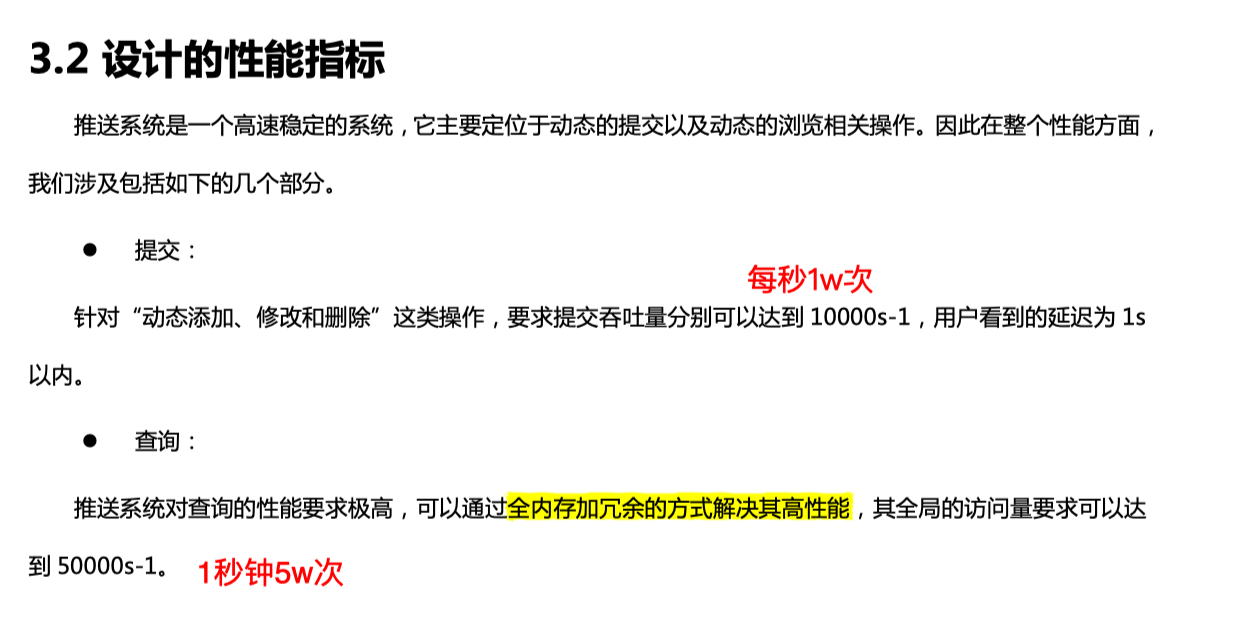 3.2 设计的性能指标
推送系统是一个高速稳定的系统，它主要定位于动态的提交以及动态的浏览相关操作。因此在整个性能方面，
我们涉及包括如下的几个部分。
● 提交：
每秒1w次
针对“动态添加、修改和删除”这类操作，要求提交吞吐量分别可以达到 10000s-1，用户看到的延迟为 1s
以内。
● 查询：
推送系统对查询的性能要求极高，可以通过全内存加冗余的方式解决其高性能，其全局的访问量要求可以达
到 50000s-1。 1秒钟5w次